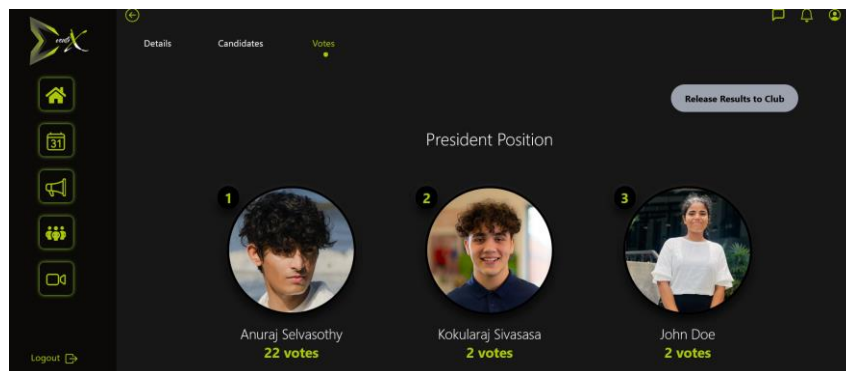 Details Candidates Votes
Release Results to Club
President Position
1 2 3
31
Anuraj Selvasothy Kokularaj Sivasasa John Doe
22 votes 2 votes 2 votes
Logout